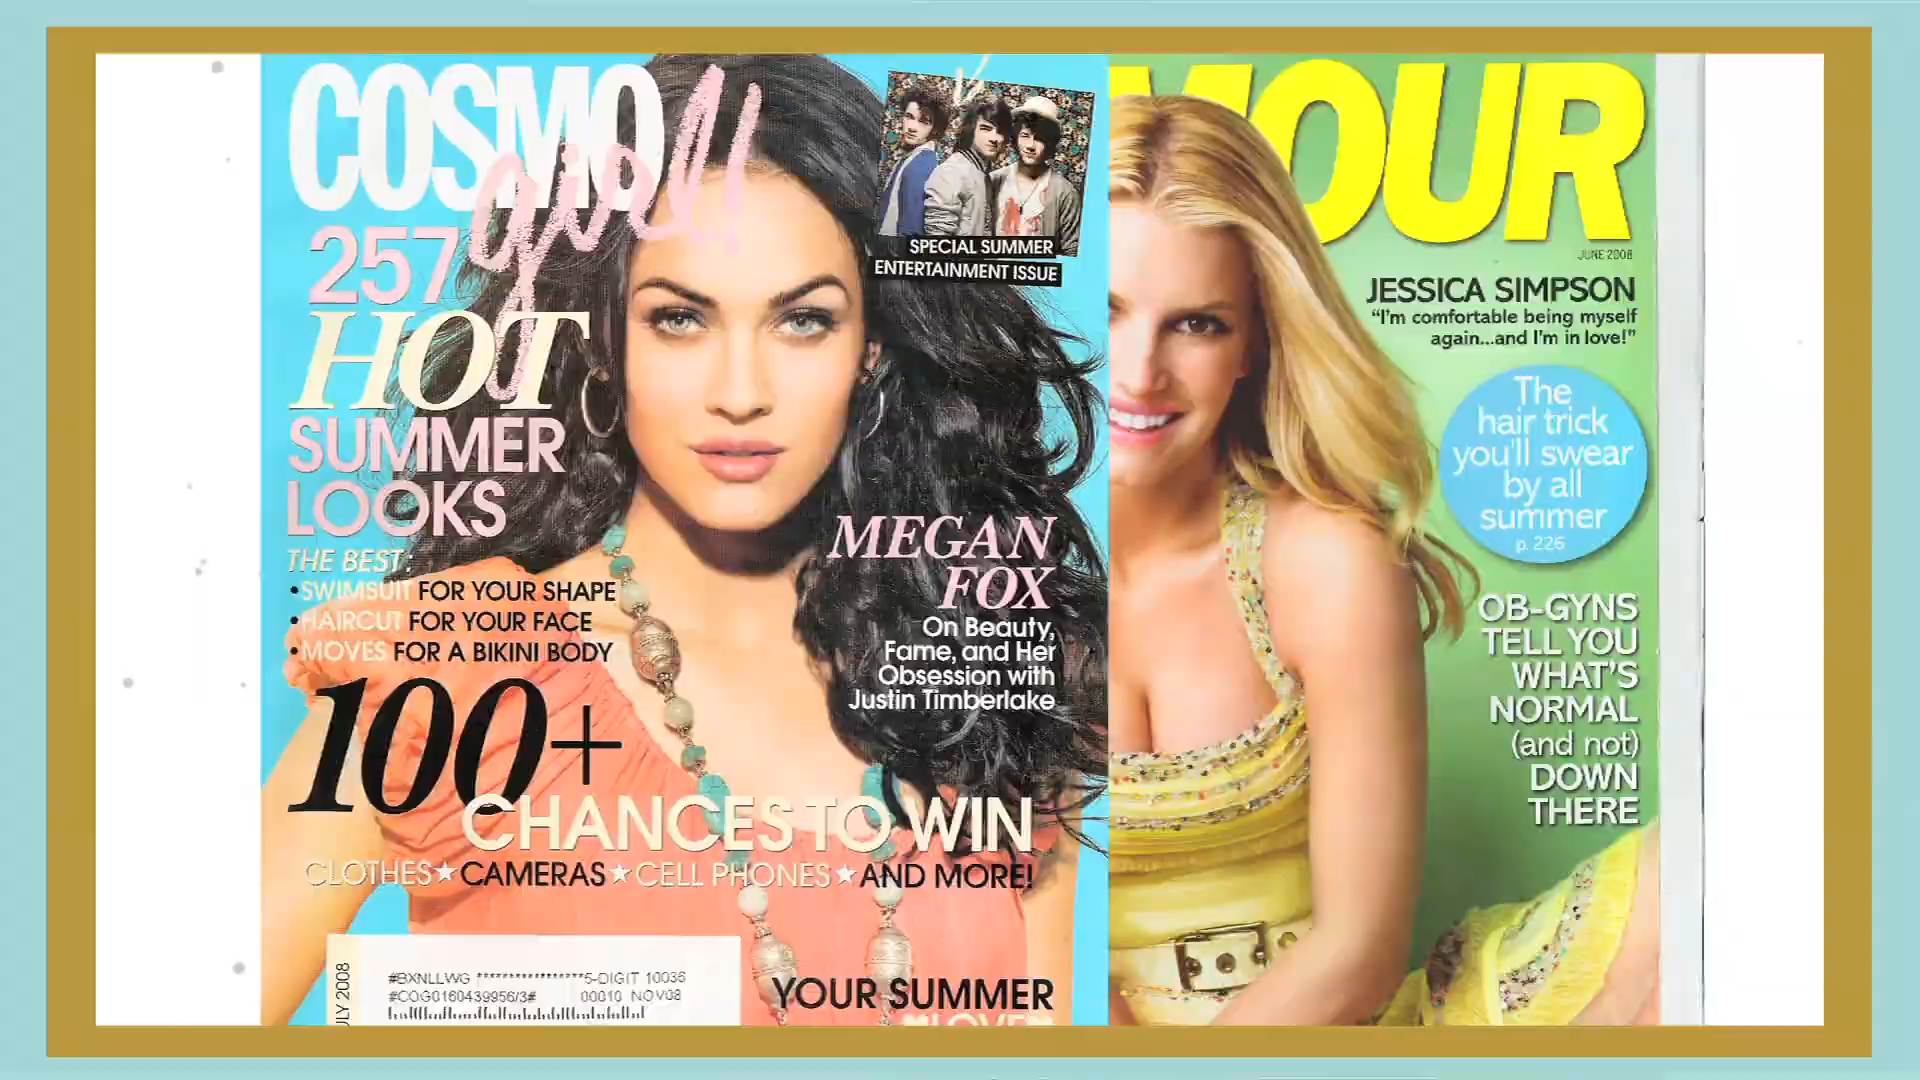 COSMO
girl!
257
HOT
SUMMER
LOOKS
THE BEST:
•SWIMSUIT FOR YOUR SHAPE
•HAIRCUT FOR YOUR FACE
•MOVES FOR A BIKINI BODY
100+
CHANCES TO WIN
CLOTHES★CAMERAS★CELL PHONES★AND MORE!
SPECIAL SUMMER
ENTERTAINMENT ISSUE
MEGAN
FOX
On Beauty,
Fame, and Her
Obsession with
Justin Timberlake
#BXNLLWG ******************5-DIGIT 10036
#COG0160439956/3# 00010 NOV08
YOUR SUMMER
LOVE
ULY 2008
MOUR
JUNE 2008
JESSICA SIMPSON
“I'm comfortable being myself
again...and I'm in love!”
The
hair trick
you'll swear
by all
summer
p. 226
OB-GYNS
TELL YOU
WHAT'S
NORMAL
(and not)
DOWN
THERE